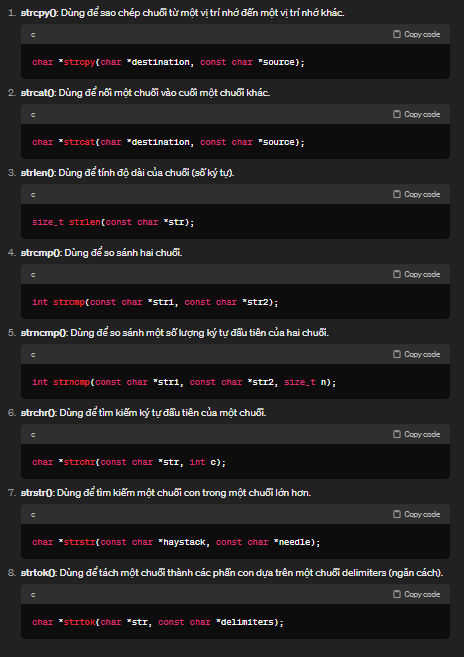 1. strcpy(): Dùng để sao chép chuỗi từ một vị trí nhớ đến một vị trí nhớ khác.
c Copy code
char *strcpy(char *destination, const char *source);
2. strcat(): Dùng để nối một chuỗi vào cuối một chuỗi khác.
c Copy code
char *strcat(char *destination, const char *source);
3. strlen(): Dùng để tính độ dài của chuỗi (số ký tự).
c Copy code
size_t strlen(const char *str);
4. strcmp(): Dùng để so sánh hai chuỗi.
c Copy code
int strcmp(const char *str1, const char *str2);
5. strncmp(): Dùng để so sánh một số lượng ký tự đầu tiên của hai chuỗi.
c Copy code
int strncmp(const char *str1, const char *str2, size_t n);
6. strchr(): Dùng để tìm kiếm ký tự đầu tiên của một chuỗi.
c Copy code
char *strchr(const char *str, int c);
7. strstr(): Dùng để tìm kiếm một chuỗi con trong một chuỗi lớn hơn.
c Copy code
char *strstr(const char *haystack, const char *needle);
8. strtok(): Dùng để tách một chuỗi thành các phần con dựa trên một chuỗi delimiters (ngăn cách).
c Copy code
char *strtok(char *str, const char *delimiters);